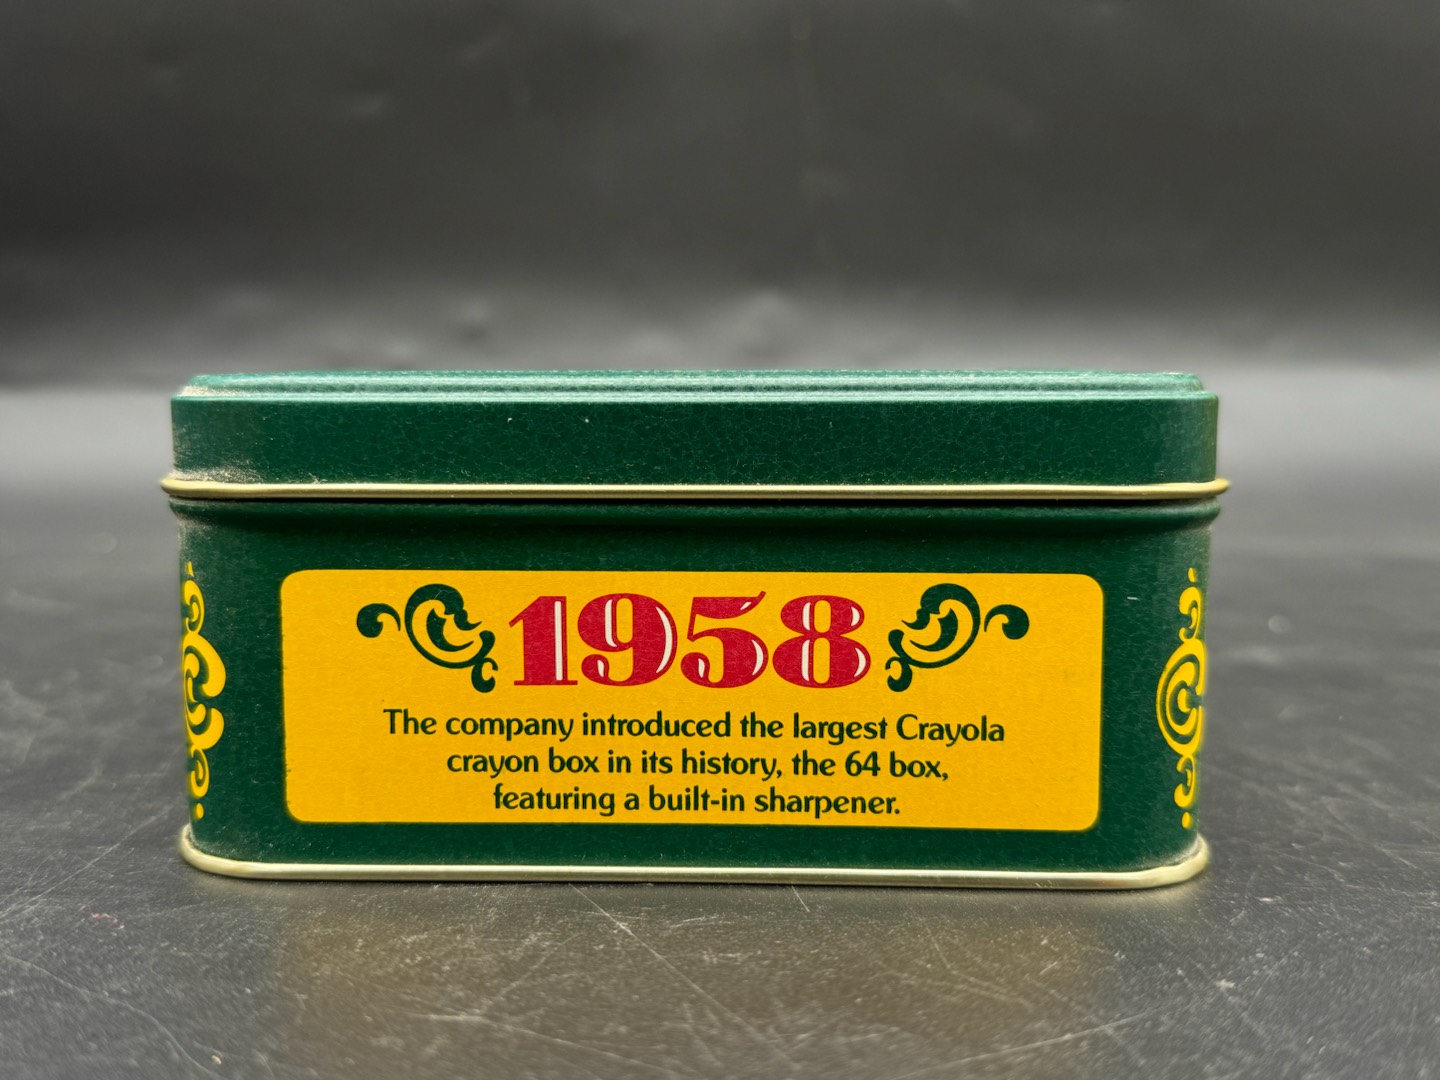 1958
The company introduced the largest Crayola
crayon box in its history, the 64 box,
featuring a built-in sharpener.